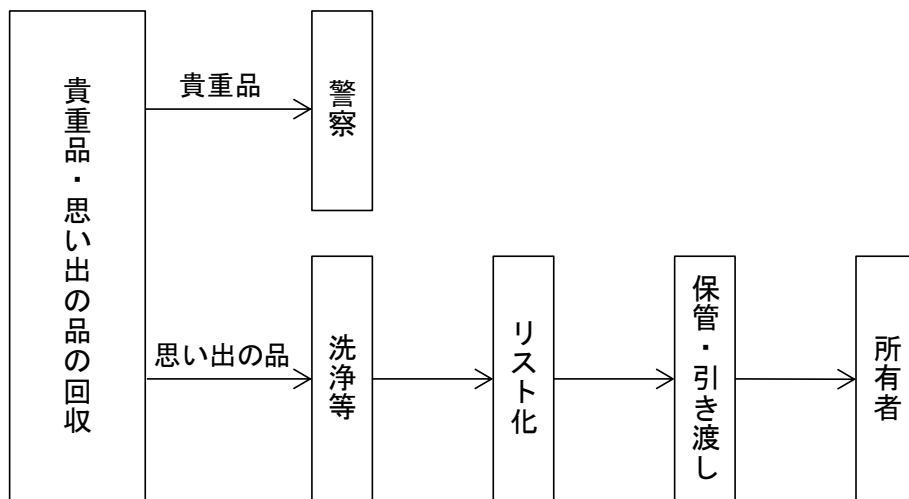 貴重品・思い出の品の回収
貴重品
警察
思い出の品
洗浄等
リスト化
保管・引き渡し
所有者